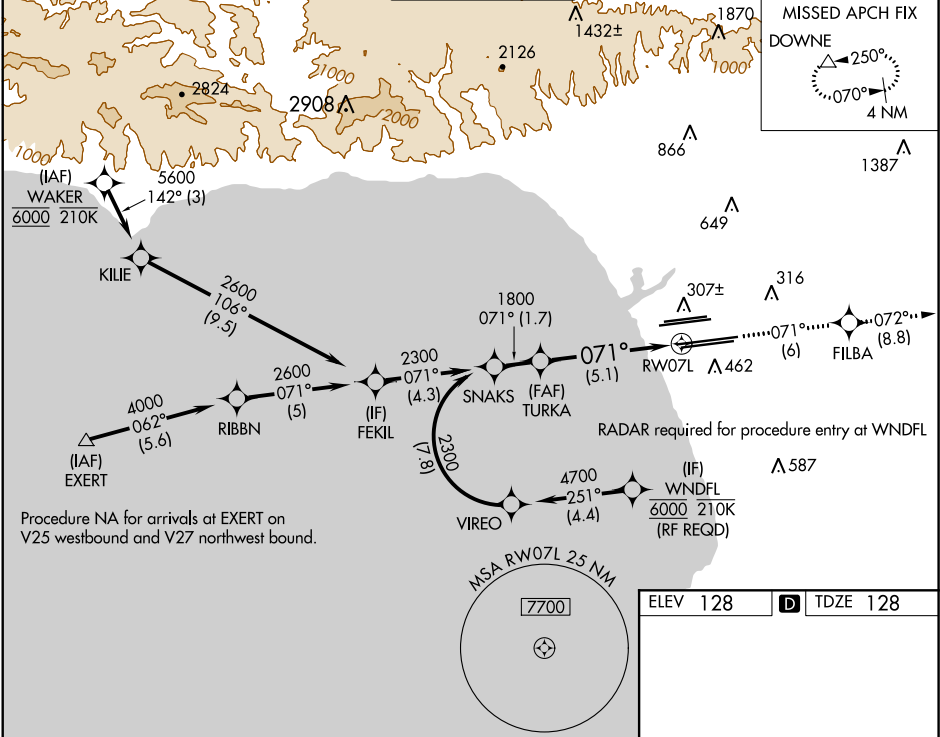 MISSED APCH FIX
DOWNE
250°
070°
4 NM
1432±
1870
2126
1000
1000
2824
2908
2000
1000
866
1387
649
(IAF)
WAKER
6000 210K
5600
142° (3)
KILIE
2600
106°
(9.5)
1800
071° (1.7)
307±
316
071°
(6)
072°
(8.8)
FILBA
RW07L
462
071°
(5.1)
2300
071°
(4.3)
SNAKS
(FAF)
TURKA
2600
071°
(5)
(IF)
FEKIL
4000
062°
(5.6)
RIBBN
(IAF)
EXERT
2300
(7.8)
RADAR required for procedure entry at WNDFL
587
4700
251°
(4.4)
(IF)
WNDFL
6000 210K
(RF REQD)
VIREO
Procedure NA for arrivals at EXERT on
V25 westbound and V27 northwest bound.
MSA RW07L 25 NM
7700
ELEV 128 D TDZE 128